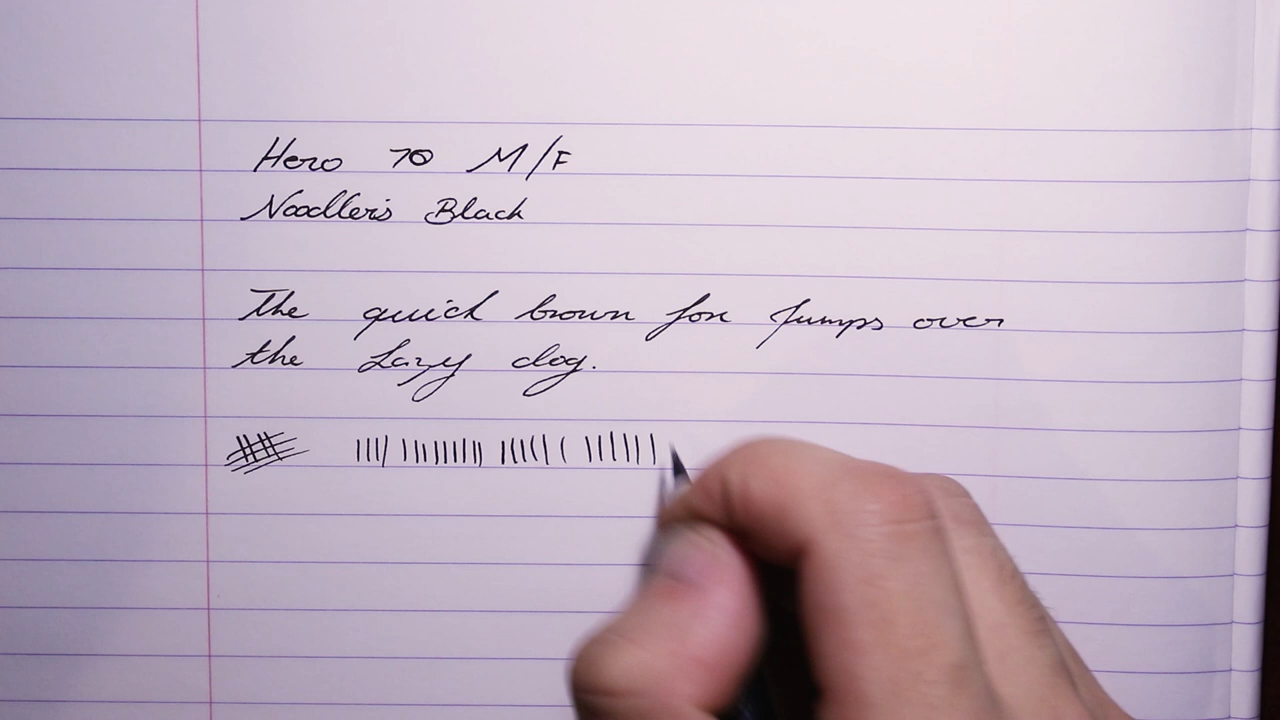 Hero 70 M/F
Noodler's Black
The quick brown fox jumps over
the Lazy dog.